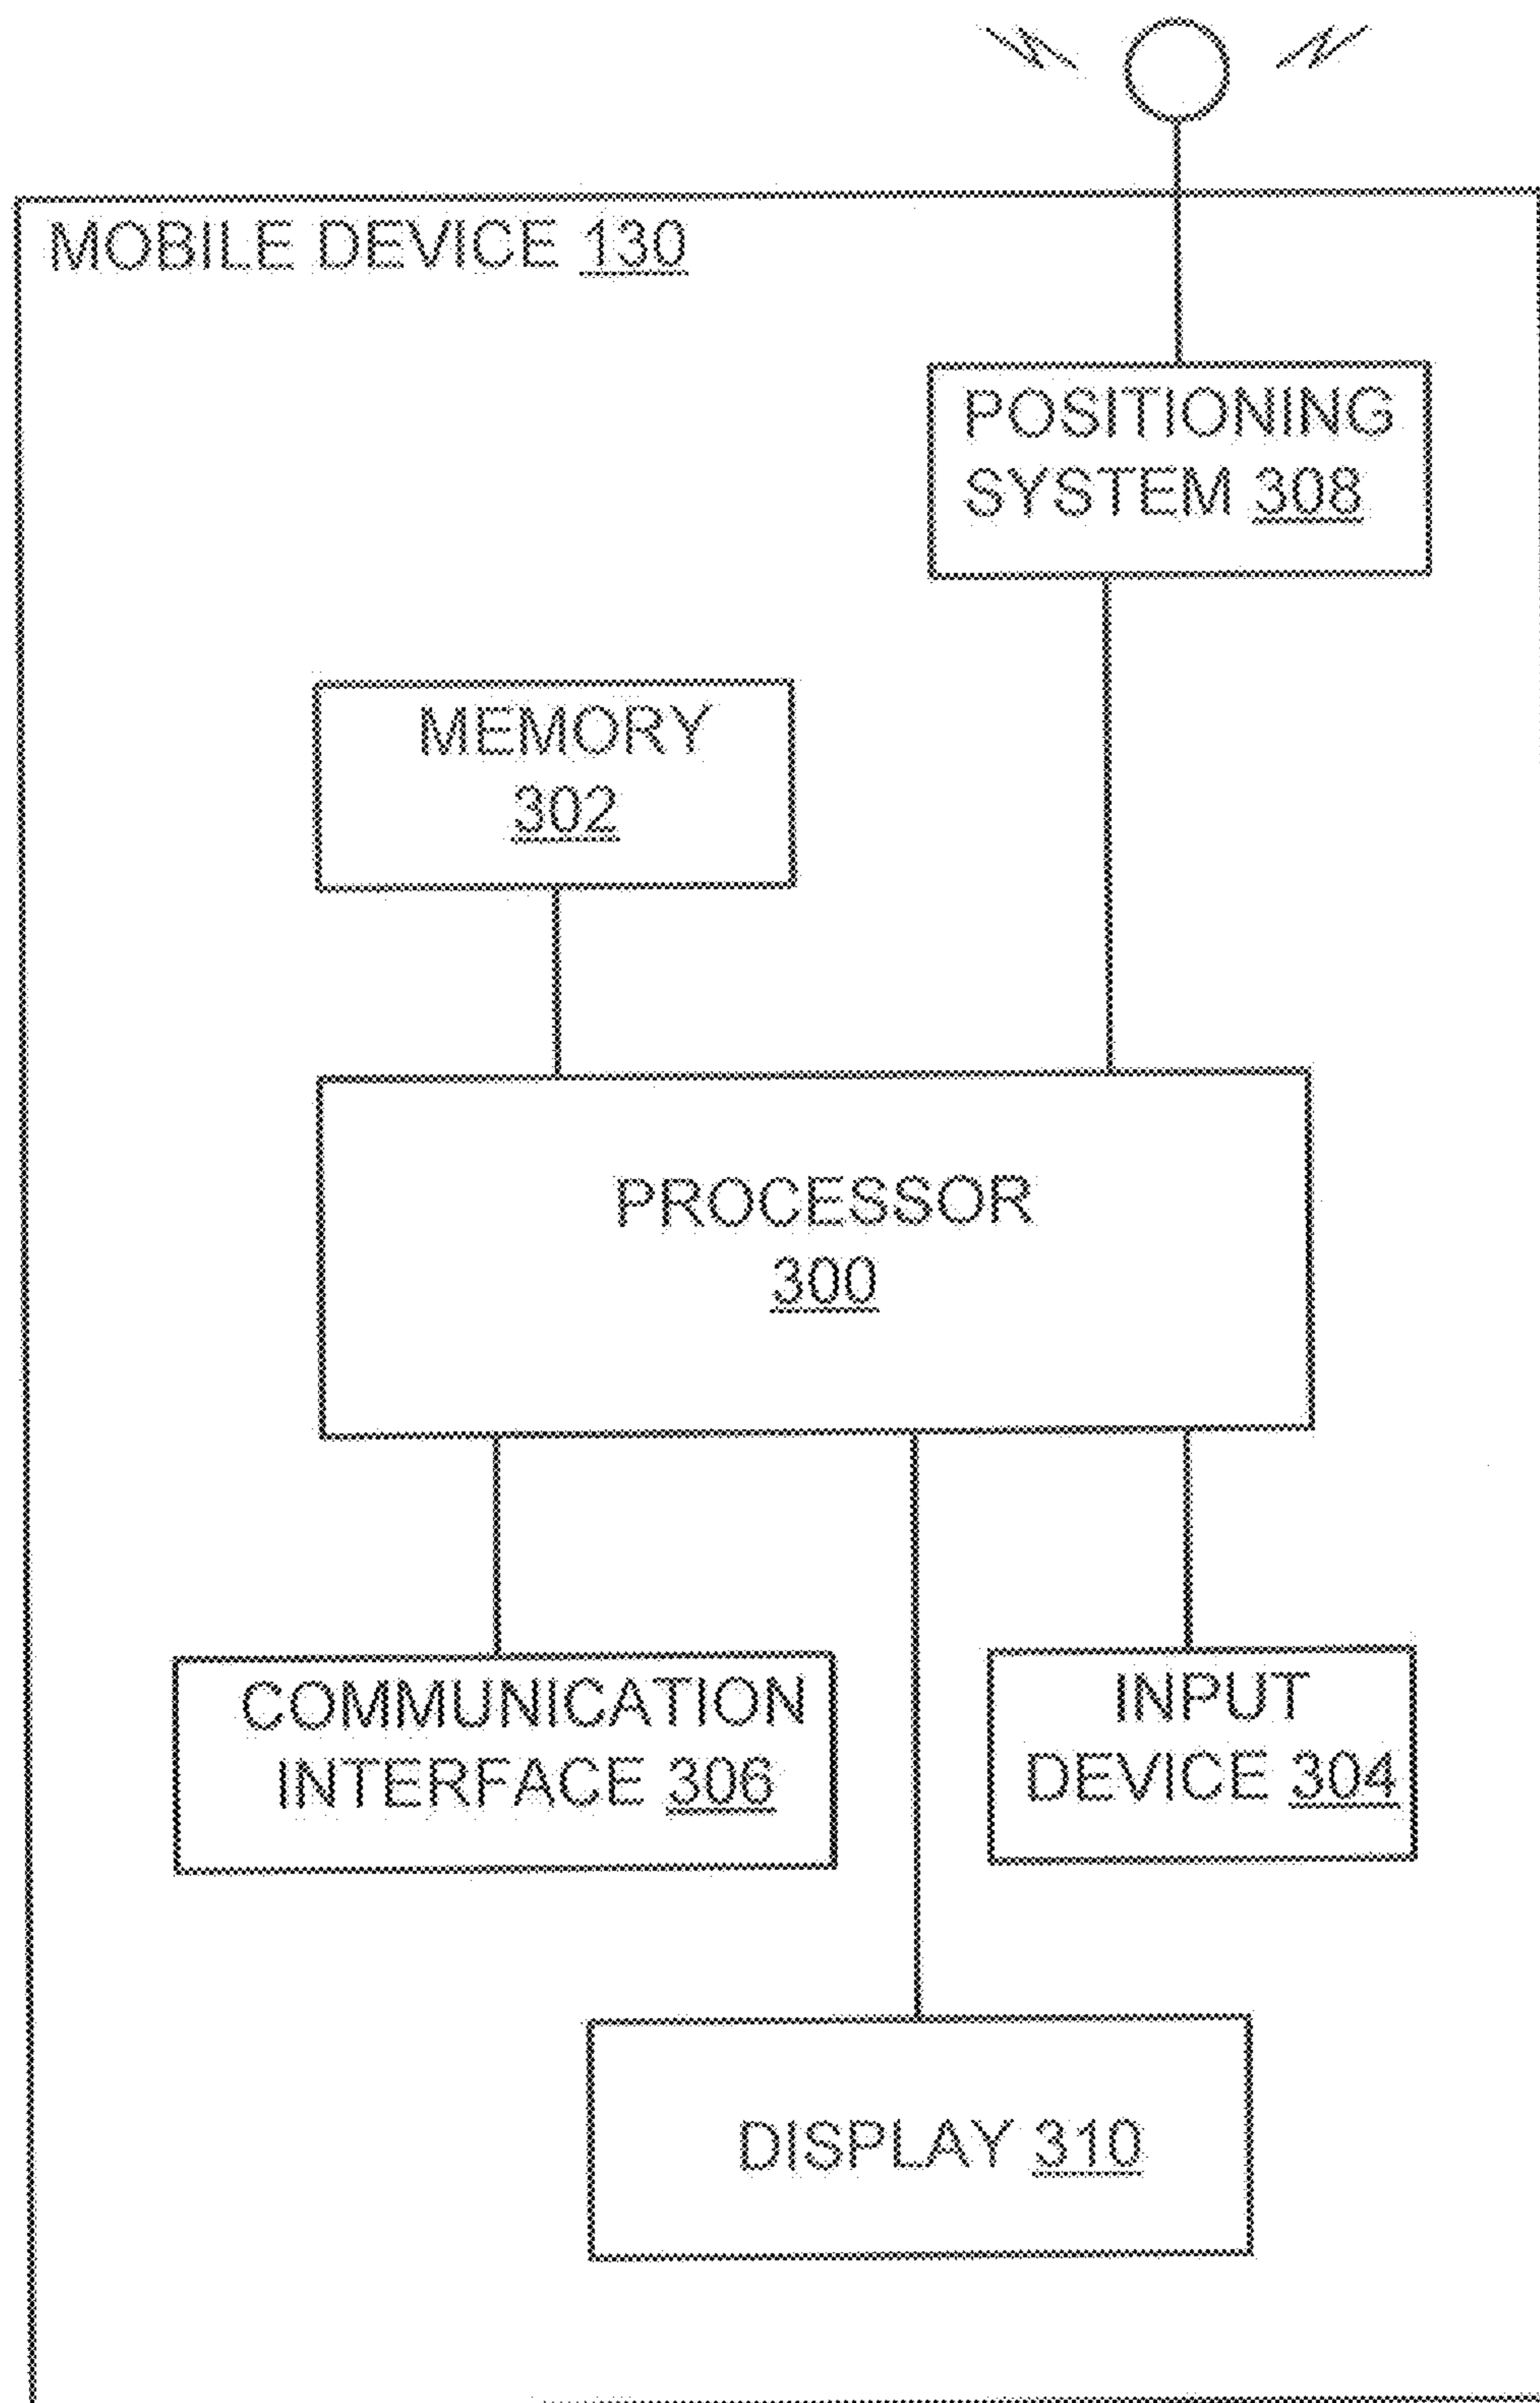 MOBILE DEVICE 130
POSITIONING
SYSTEM 308
MEMORY
302
PROCESSOR
300
COMMUNICATION
INTERFACE 306
INPUT
DEVICE 304
DISPLAY 310